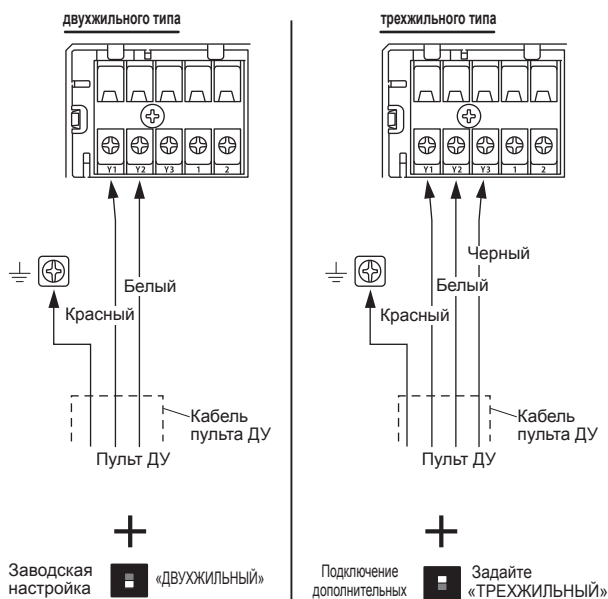 двухжильного типа
Y1 Y2 Y3 1 2
Белый
Красный
Кабель
пульта ДУ
Пульт ДУ
Заводская
настройка
«ДВУХЖИЛЬНЫЙ»
трехжильного типа
Y1 Y2 Y3 1 2
Черный
Белый
Красный
Кабель
пульта ДУ
Пульт ДУ
Подключение
дополнительных
Задайте
«ТРЕХЖИЛЬНЫЙ»